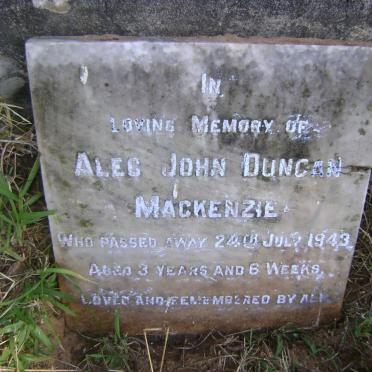 In
Loving Memory of
Alec John Duncan
Mackenzie
Who passed away 24th July 1943
Aged 3 years and 6 weeks
Loved and remembered by all